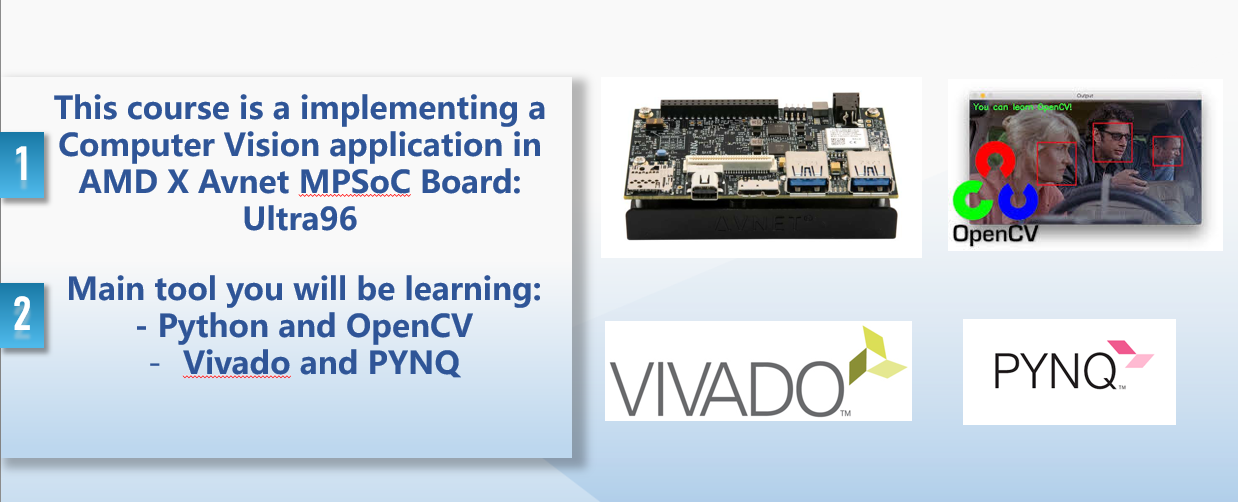 1
This course is a implementing a
Computer Vision application in
AMD X Avnet MPSoC Board:
Ultra96
2
Main tool you will be learning:
- Python and OpenCV
- Vivado and PYNQ
AVNET
Output
You can learn OpenCV!
OpenCV
VIVADO™
PYNQ™